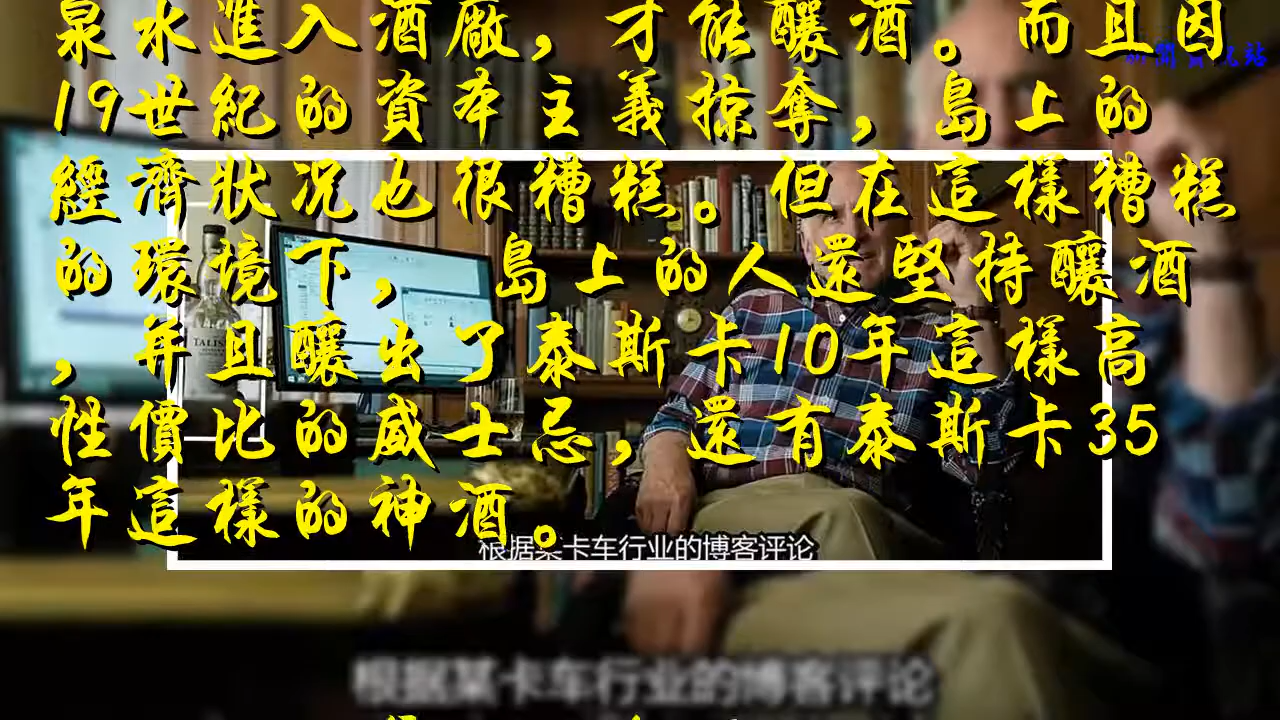 泉水進入酒廠，才能釀酒。而且因
19世紀的資本主義掠奪，島上的
經濟狀況也很糟糕。但在這樣糟糕
的環境下，島上的人還堅持釀酒
，并且釀出了泰斯卡10年這樣高
性價比的威士忌，還有泰斯卡35
年這樣的神酒。
TALIS
根据某卡车行业的博客评论
根据某卡车行业的博客评论